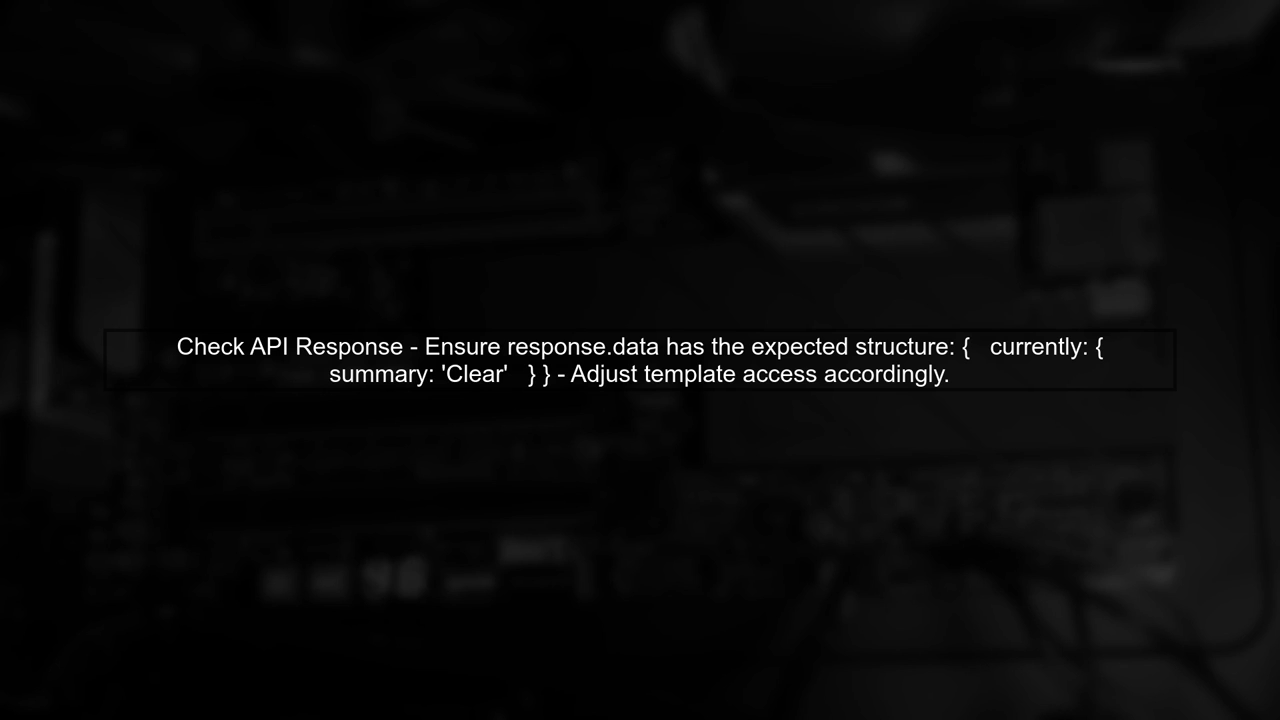 Check API Response - Ensure response.data has the expected structure: {   currently: {
summary: 'Clear'   } } - Adjust template access accordingly.